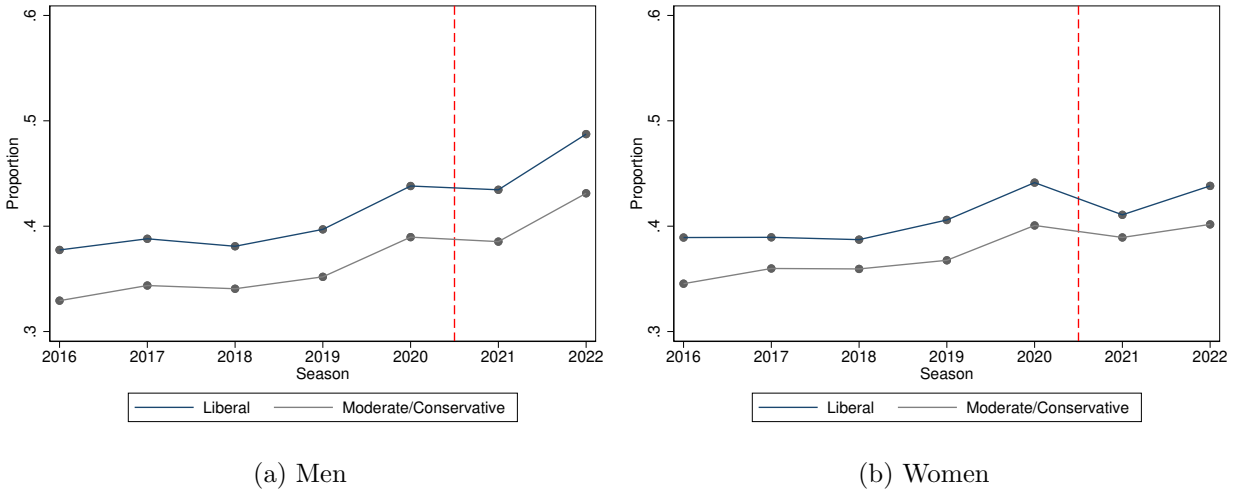 .6
.5
.4
.3
Proportion
2016 2017 2018 2019 2020 2021 2022
Season
Liberal Moderate/Conservative
(a) Men
.6
.5
.4
.3
Proportion
2016 2017 2018 2019 2020 2021 2022
Season
Liberal Moderate/Conservative
(b) Women